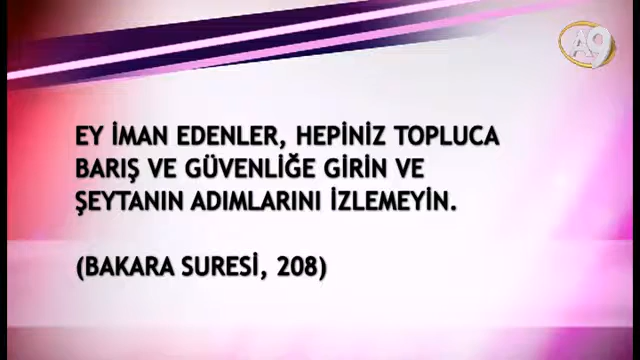 A9
EY İMAN EDENLER, HEPİNİZ TOPLUCA
BARIŞ VE GÜVENLİĞE GİRİN VE
ŞEYTANIN ADIMLARINI İZLEMEYİN.
(BAKARA SURESİ, 208)